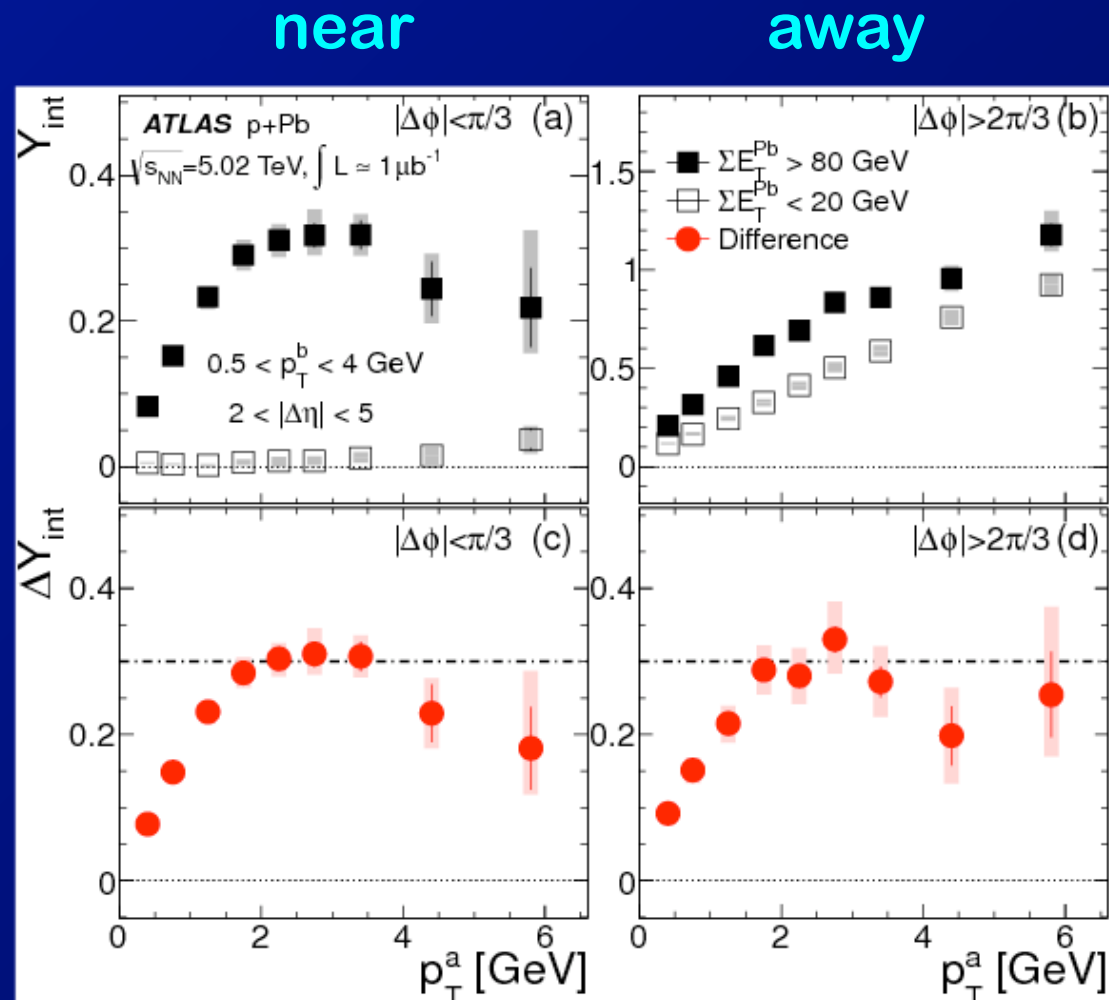 near away
Y_int
ATLAS p+Pb |Δϕ|<π/3 (a)
√s_NN=5.02 TeV, ∫ L ≃ 1 μb⁻¹
0.5 < p_T^b < 4 GeV
2 < |Δη| < 5
0.4
0.2
0
|Δϕ|>2π/3 (b)
ΣE_T^Pb > 80 GeV
ΣE_T^Pb < 20 GeV
Difference
1.5
1
0.5
0
ΔY_int
|Δϕ|<π/3 (c)
0.4
0.2
0
0 2 4 6
p_T^a [GeV]
|Δϕ|>2π/3 (d)
0.4
0.2
0
0 2 4 6
p_T^a [GeV]